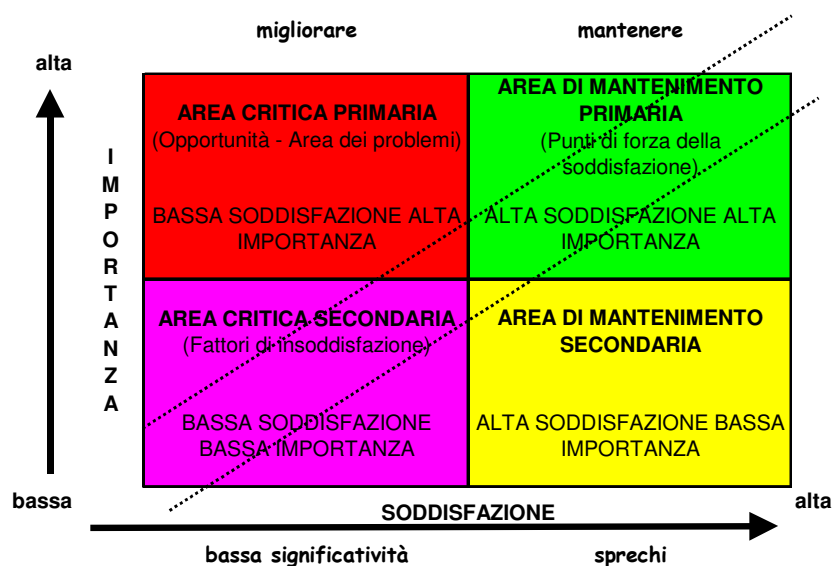 migliorare
mantenere
alta
AREA CRITICA PRIMARIA
(Opportunità - Area dei problemi)
BASSA SODDISFAZIONE ALTA
IMPORTANZA
AREA DI MANTENIMENTO
PRIMARIA
(Punti di forza della
soddisfazione)
ALTA SODDISFAZIONE ALTA
IMPORTANZA
IMPORTANZA
AREA CRITICA SECONDARIA
(Fattori di insoddisfazione)
BASSA SODDISFAZIONE
BASSA IMPORTANZA
AREA DI MANTENIMENTO
SECONDARIA
ALTA SODDISFAZIONE BASSA
IMPORTANZA
bassa
SODDISFAZIONE
alta
bassa significatività
sprechi